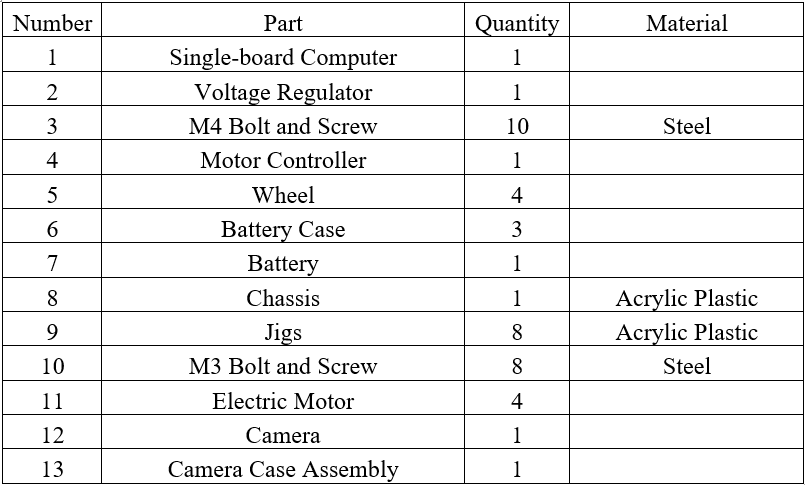 Number Part Quantity Material
1 Single-board Computer 1
2 Voltage Regulator 1
3 M4 Bolt and Screw 10 Steel
4 Motor Controller 1
5 Wheel 4
6 Battery Case 3
7 Battery 1
8 Chassis 1 Acrylic Plastic
9 Jigs 8 Acrylic Plastic
10 M3 Bolt and Screw 8 Steel
11 Electric Motor 4
12 Camera 1
13 Camera Case Assembly 1